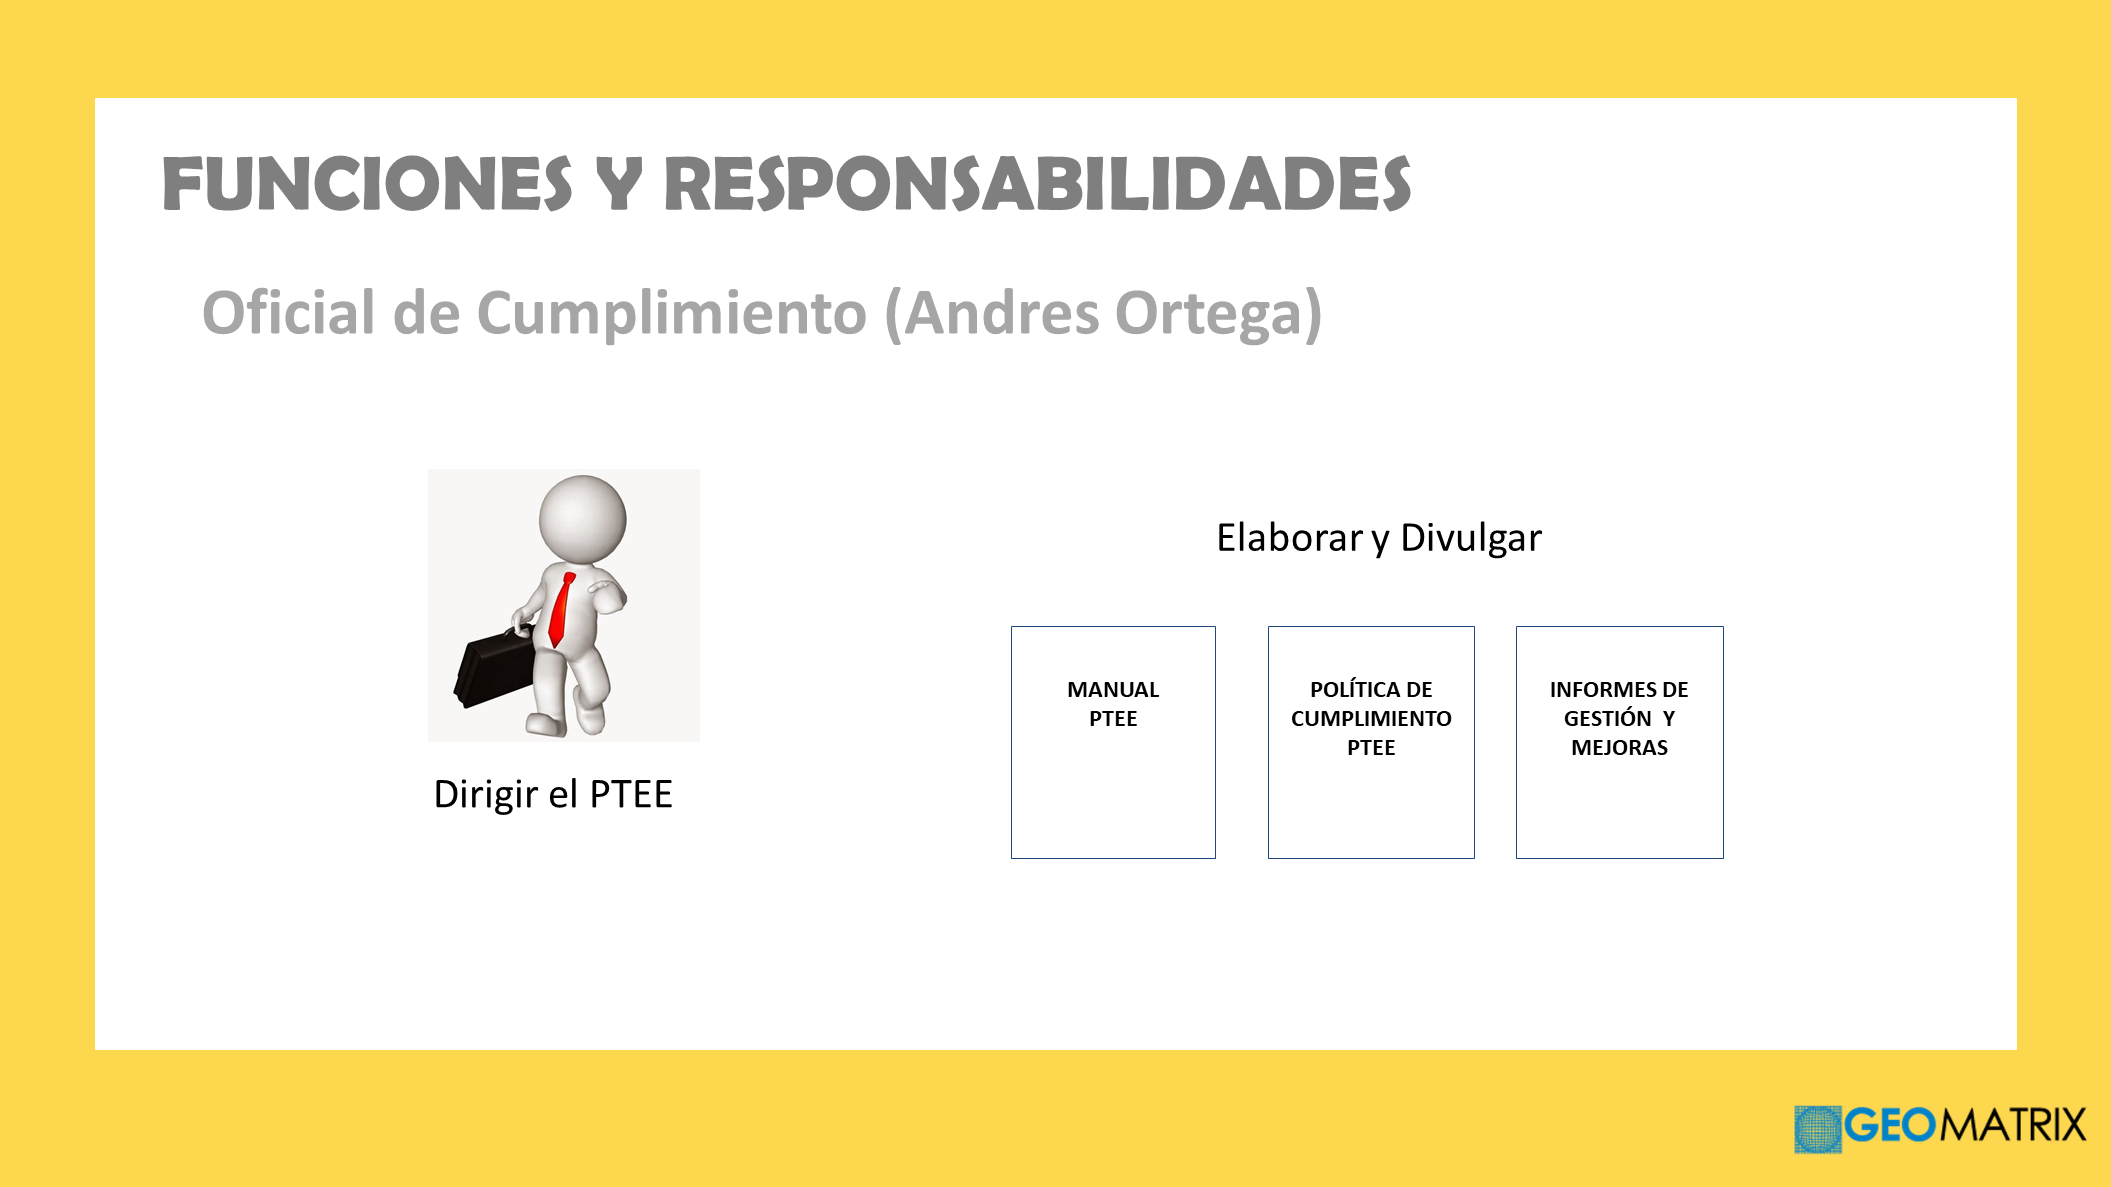 FUNCIONES Y RESPONSABILIDADES
Oficial de Cumplimiento (Andres Ortega)
Dirigir el PTEE
Elaborar y Divulgar
MANUAL
PTEE
POLÍTICA DE
CUMPLIMIENTO
PTEE
INFORMES DE
GESTIÓN Y
MEJORAS
GEOMATRIX